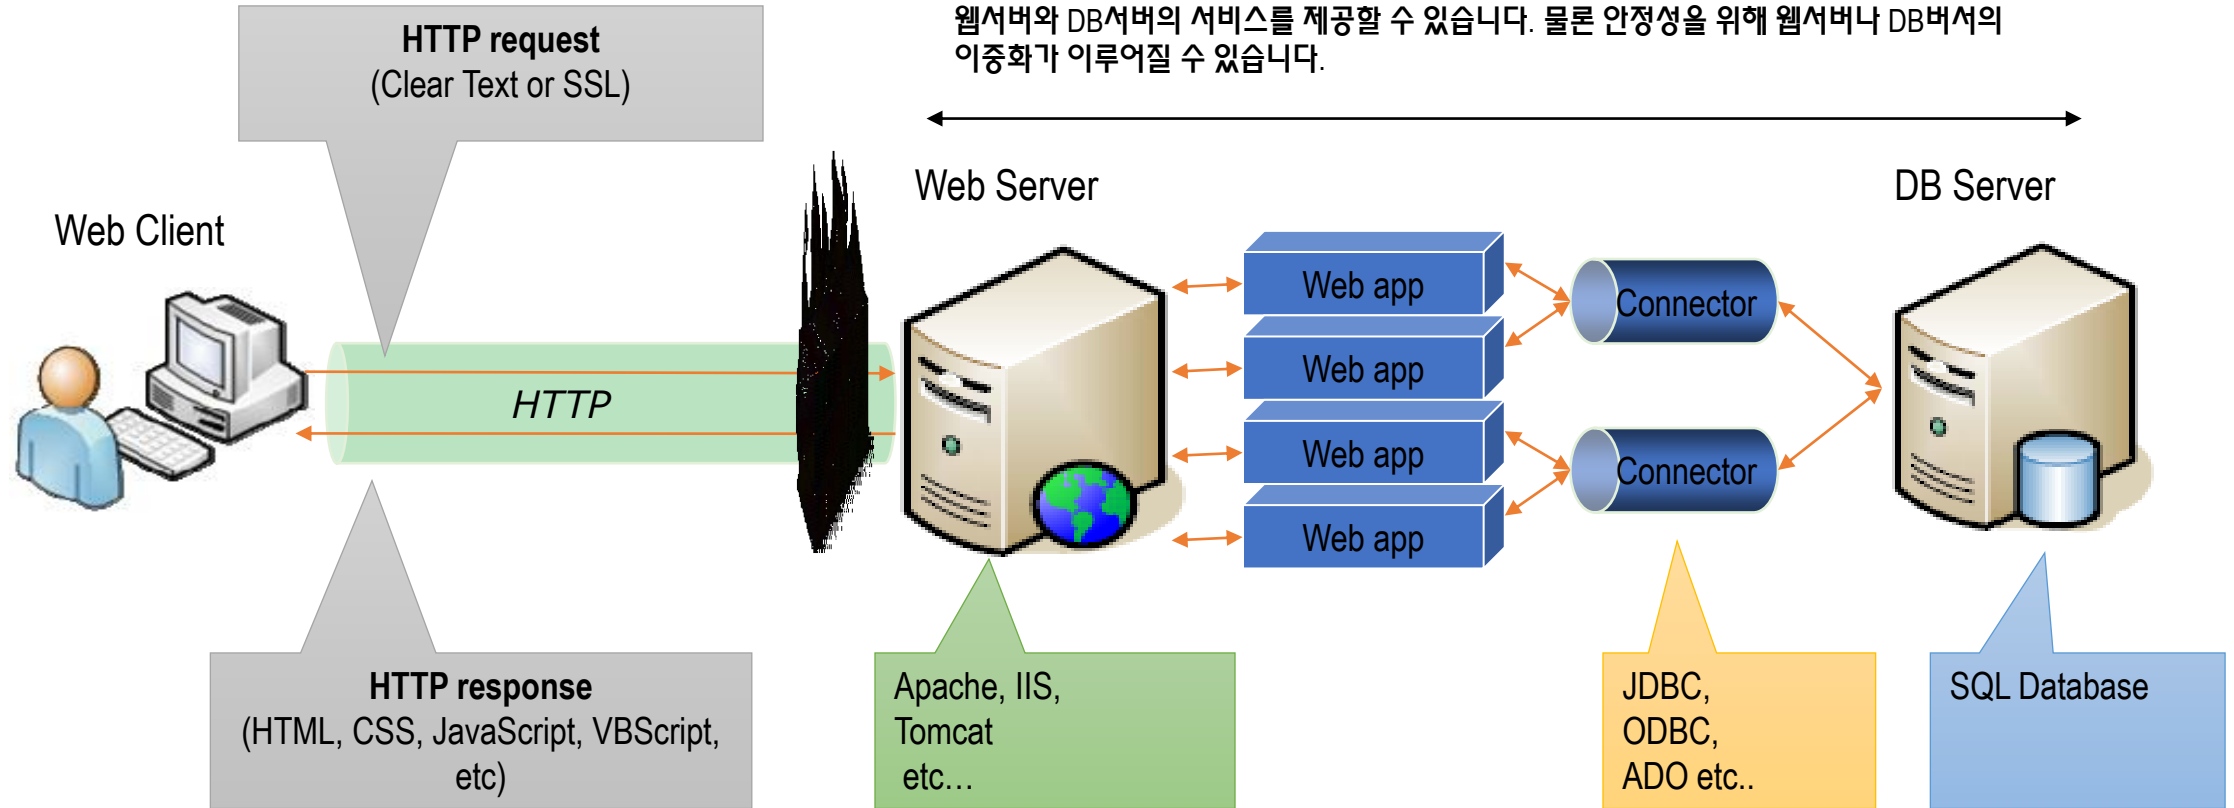 웹서버와 DB서버의 서비스를 제공할 수 있습니다. 물론 안정성을 위해 웹서버나 DB버서의
이중화가 이루어질 수 있습니다.
HTTP request
(Clear Text or SSL)
Web Client
Web Server
DB Server
HTTP
Web app
Web app
Web app
Web app
Connector
Connector
HTTP response
(HTML, CSS, JavaScript, VBScript,
etc)
Apache, IIS,
Tomcat
etc...
JDBC,
ODBC,
ADO etc..
SQL Database